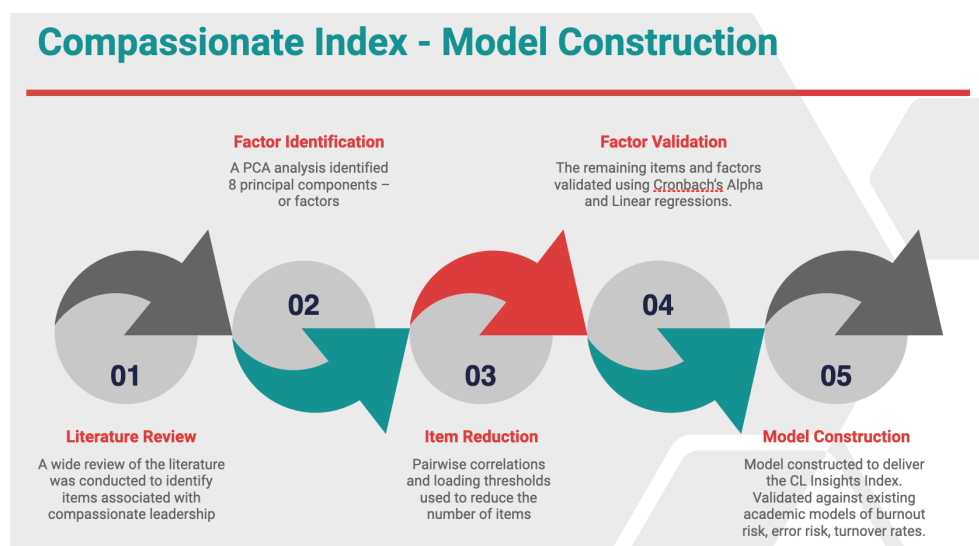 Compassionate Index - Model Construction
Factor Identification
A PCA analysis identified
8 principal components –
or factors
Factor Validation
The remaining items and factors
validated using Cronbach's Alpha
and Linear regressions.
01
02
03
04
05
Literature Review
A wide review of the literature
was conducted to identify
items associated with
compassionate leadership
Item Reduction
Pairwise correlations
and loading thresholds
used to reduce the
number of items
Model Construction
Model constructed to deliver
the CL Insights Index.
Validated against existing
academic models of burnout
risk, error risk, turnover rates.